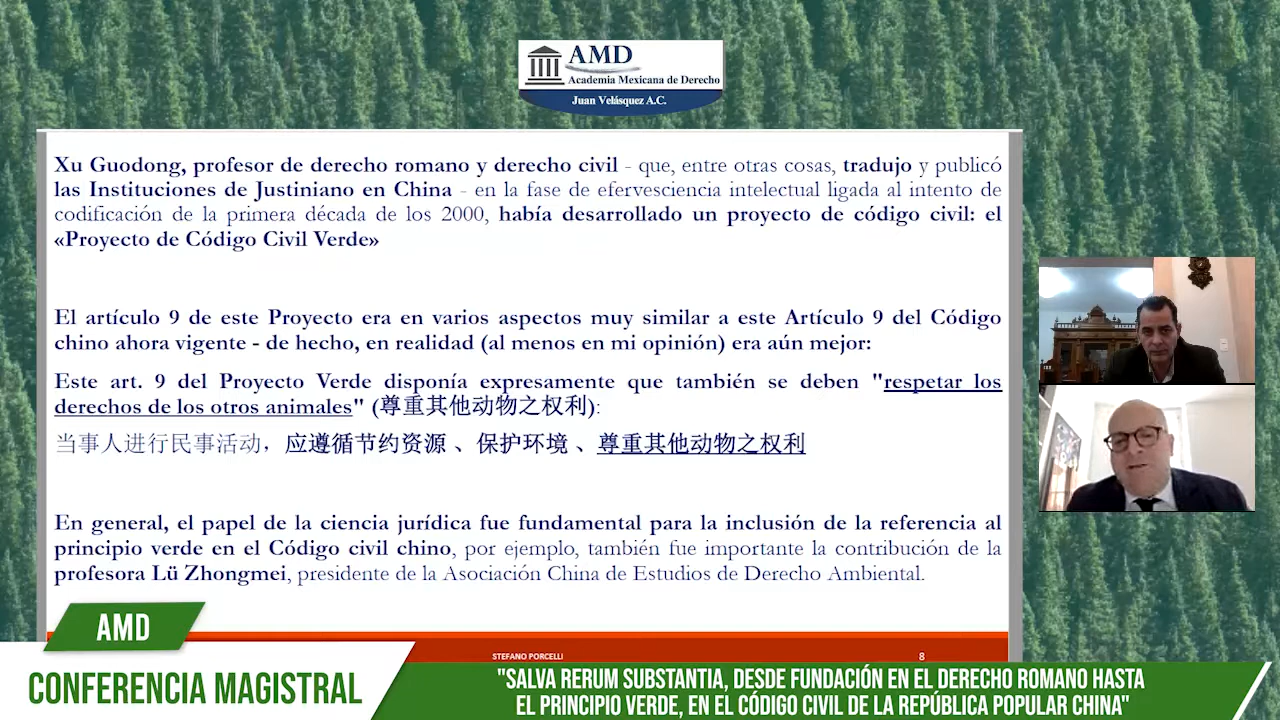 AMD
Academia Mexicana de Derecho
Juan Velásquez A.C.
Xu Guodong, profesor de derecho romano y derecho civil - que, entre otras cosas, tradujo y publicó
las Instituciones de Justiniano en China - en la fase de efervesciencia intelectual ligada al intento de
codificación de la primera década de los 2000, había desarrollado un proyecto de código civil: el
«Proyecto de Código Civil Verde»
El artículo 9 de este Proyecto era en varios aspectos muy similar a este Artículo 9 del Código
chino ahora vigente - de hecho, en realidad (al menos en mi opinión) era aún mejor:
Este art. 9 del Proyecto Verde disponía expresamente que también se deben "respetar los
derechos de los otros animales" (尊重其他动物之权利):
当事人进行民事活动，应遵循节约资源 、保护环境 、尊重其他动物之权利
En general, el papel de la ciencia jurídica fue fundamental para la inclusión de la referencia al
principio verde en el Código civil chino, por ejemplo, también fue importante la contribución de la
profesora Lü Zhongmei, presidente de la Asociación China de Estudios de Derecho Ambiental.
STEFANO PORCELLI
8
AMD
CONFERENCIA MAGISTRAL
"SALVA RERUM SUBSTANTIA, DESDE FUNDACIÓN EN EL DERECHO ROMANO HASTA
EL PRINCIPIO VERDE, EN EL CÓDIGO CIVIL DE LA REPÚBLICA POPULAR CHINA"